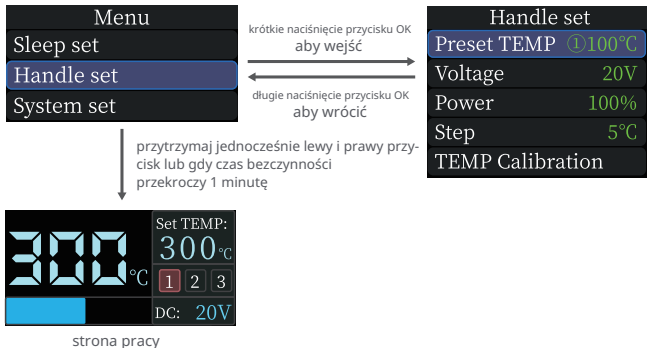 Menu
Sleep set
Handle set
System set
krótkie naciśnięcie przycisku OK
aby wejść
długie naciśnięcie przycisku OK
aby wrócić
Handle set
Preset TEMP ①100℃
Voltage 20V
Power 100%
Step 5℃
TEMP Calibration
przytrzymaj jednocześnie lewy i prawy przy-
cisk lub gdy czas bezczynności
przekroczy 1 minutę
300℃
Set TEMP:
300℃
1 2 3
DC: 20V
strona pracy